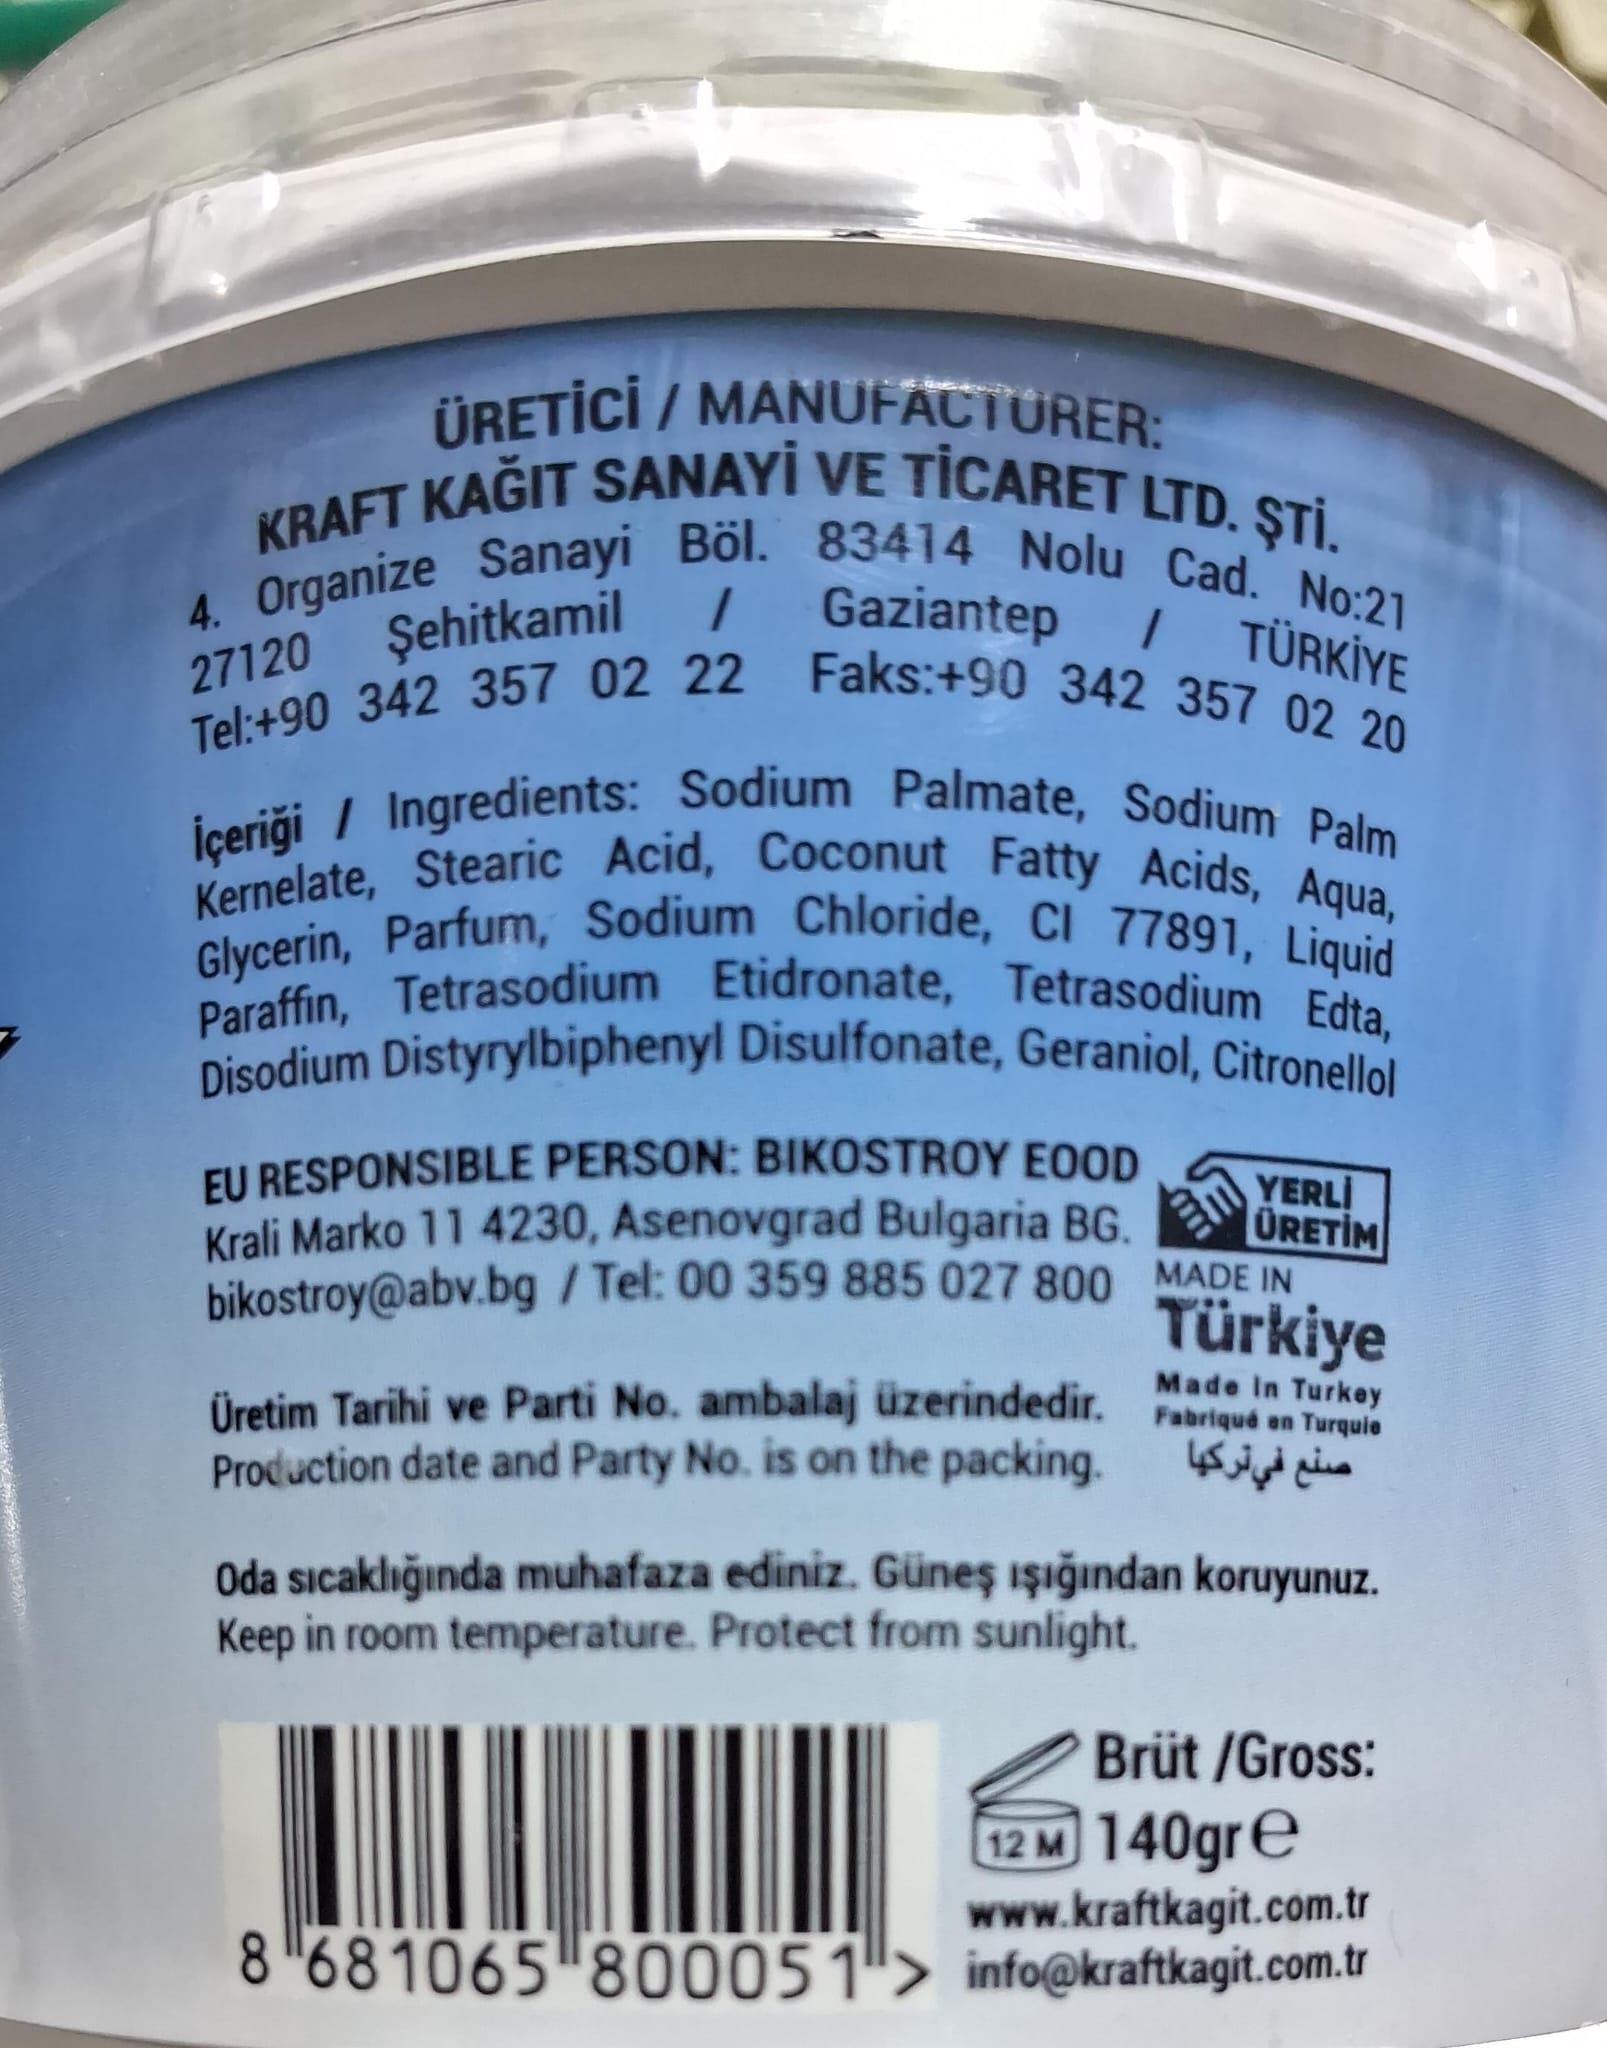 ÜRETİCİ / MANUFACTURER:
KRAFT KAĞIT SANAYİ VE TİCARET LTD. ŞTİ.
4. Organize Sanayi Böl. 83414 Nolu Cad. No:21
27120 Şehitkamil / Gaziantep / TÜRKİYE
Tel:+90 342 357 02 22 Faks:+90 342 357 02 20
İçeriği / Ingredients: Sodium Palmate, Sodium Palm
Kernelate, Stearic Acid, Coconut Fatty Acids, Aqua,
Glycerin, Parfum, Sodium Chloride, CI 77891, Liquid
Paraffin, Tetrasodium Etidronate, Tetrasodium Edta,
Disodium Distyrylbiphenyl Disulfonate, Geraniol, Citronellol
EU RESPONSIBLE PERSON: BIKOSTROY EOOD
Krali Marko 11 4230, Asenovgrad Bulgaria BG.
bikostroy@abv.bg / Tel: 00 359 885 027 800
YERLİ
ÜRETİM
MADE IN
Türkiye
Made in Turkey
Fabriqué en Turquie
صنع في تركيا
Üretim Tarihi ve Parti No. ambalaj üzerindedir.
Production date and Party No. is on the packing.
Oda sıcaklığında muhafaza ediniz. Güneş ışığından koruyunuz.
Keep in room temperature. Protect from sunlight.
8 681065 800051 >
12 M
Brüt /Gross:
140gr e
www.kraftkagit.com.tr
info@kraftkagit.com.tr